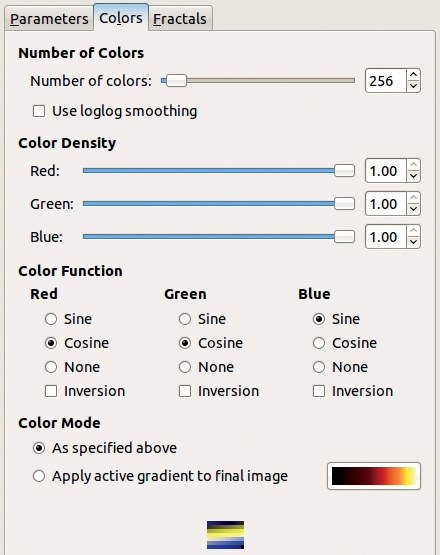 Parameters Colors Fractals
Number of Colors
Number of colors: 256
Use loglog smoothing
Color Density
Red: 1.00
Green: 1.00
Blue: 1.00
Color Function
Red Green Blue
Sine Sine Sine
Cosine Cosine Cosine
None None None
Inversion Inversion Inversion
Color Mode
As specified above
Apply active gradient to final image